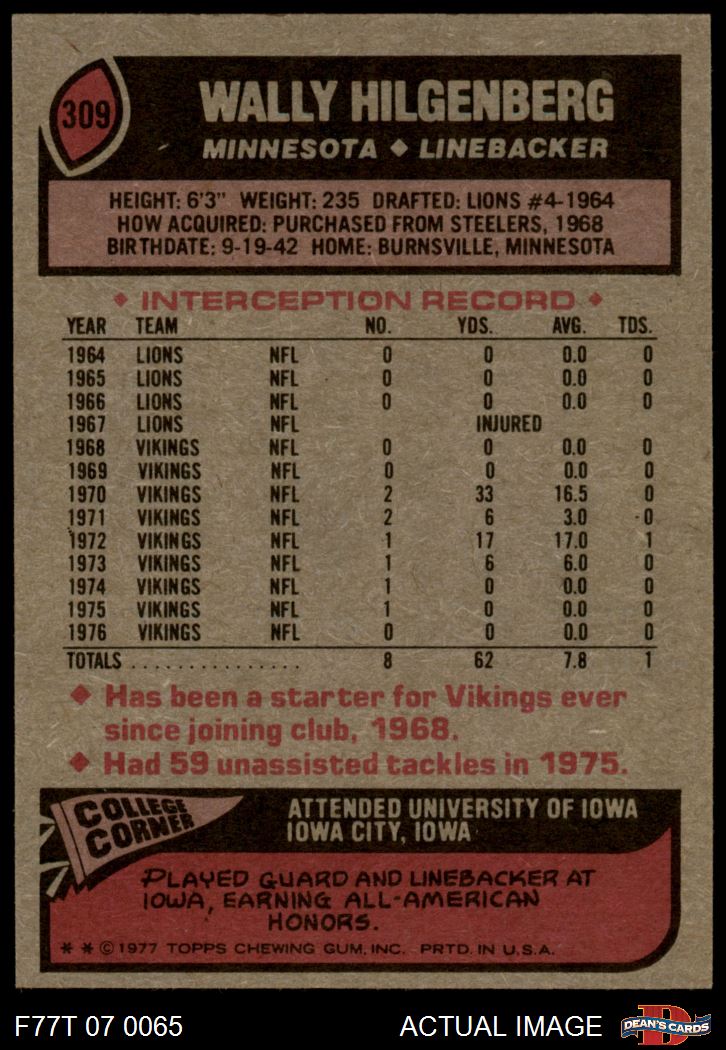 309
WALLY HILGENBERG
MINNESOTA ◆ LINEBACKER
HEIGHT: 6'3" WEIGHT: 235 DRAFTED: LIONS #4-1964
HOW ACQUIRED: PURCHASED FROM STEELERS, 1968
BIRTHDATE: 9-19-42 HOME: BURNSVILLE, MINNESOTA
◆ INTERCEPTION RECORD ◆
YEAR TEAM NO. YDS. AVG. TDS.
1964 LIONS NFL 0 0 0.0 0
1965 LIONS NFL 0 0 0.0 0
1966 LIONS NFL 0 0 0.0 0
1967 LIONS NFL INJURED
1968 VIKINGS NFL 0 0 0.0 0
1969 VIKINGS NFL 0 0 0.0 0
1970 VIKINGS NFL 2 33 16.5 0
1971 VIKINGS NFL 2 6 3.0 0
1972 VIKINGS NFL 1 17 17.0 1
1973 VIKINGS NFL 1 6 6.0 0
1974 VIKINGS NFL 1 0 0.0 0
1975 VIKINGS NFL 1 0 0.0 0
1976 VIKINGS NFL 0 0 0.0 0
TOTALS ................ 8 62 7.8 1
◆ Has been a starter for Vikings ever
since joining club, 1968.
◆ Had 59 unassisted tackles in 1975.
COLLEGE
CORNER
ATTENDED UNIVERSITY OF IOWA
IOWA CITY, IOWA
PLAYED GUARD AND LINEBACKER AT
IOWA, EARNING ALL-AMERICAN
HONORS.
* * © 1977 TOPPS CHEWING GUM, INC. PRTD. IN U.S.A.
F77T 07 0065 ACTUAL IMAGE
D
DEAN'S CARDS